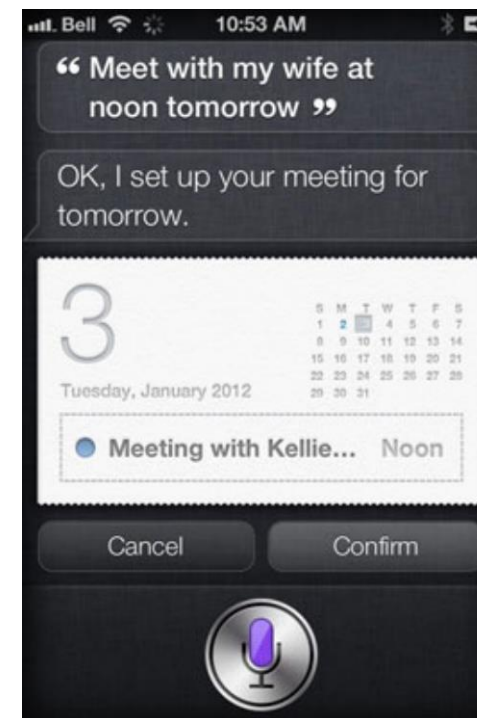 Bell 10:53 AM
“ Meet with my wife at
noon tomorrow ”
OK, I set up your meeting for
tomorrow.
3
S M T W T F S
1 2 3 4 5 6 7
8 9 10 11 12 13 14
15 16 17 18 19 20 21
22 23 24 25 26 27 28
29 30 31
Tuesday, January 2012
Meeting with Kellie... Noon
Cancel Confirm